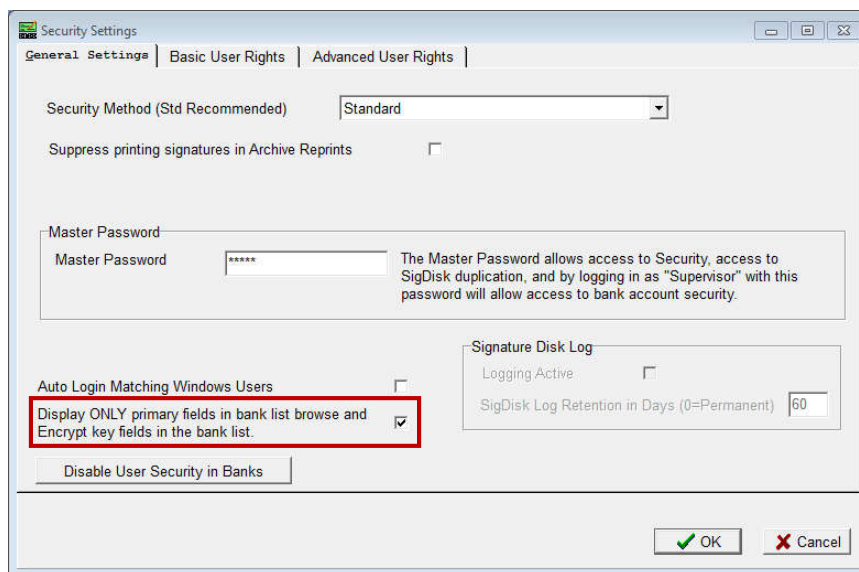 Security Settings
General Settings
Basic User Rights
Advanced User Rights
Security Method (Std Recommended)
Standard
Suppress printing signatures in Archive Reprints
Master Password
Master Password
*****
The Master Password allows access to Security, access to
SigDisk duplication, and by logging in as "Supervisor" with this
password will allow access to bank account security.
Signature Disk Log
Logging Active
SigDisk Log Retention in Days (0=Permanent)
60
Auto Login Matching Windows Users
Display ONLY primary fields in bank list browse and
Encrypt key fields in the bank list.
Disable User Security in Banks
OK
Cancel